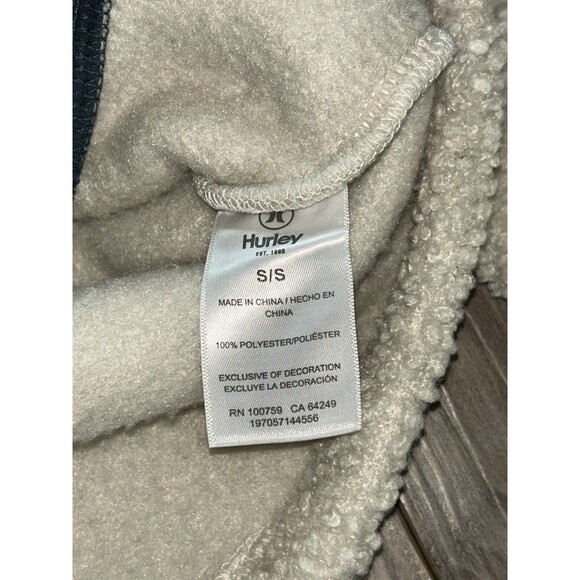 Hurley
EST. 1999
S/S
MADE IN CHINA / HECHO EN
CHINA
100% POLYESTER/POLIÉSTER
EXCLUSIVE OF DECORATION
EXCLUYE LA DECORACIÓN
RN 100759 CA 64249
197057144556